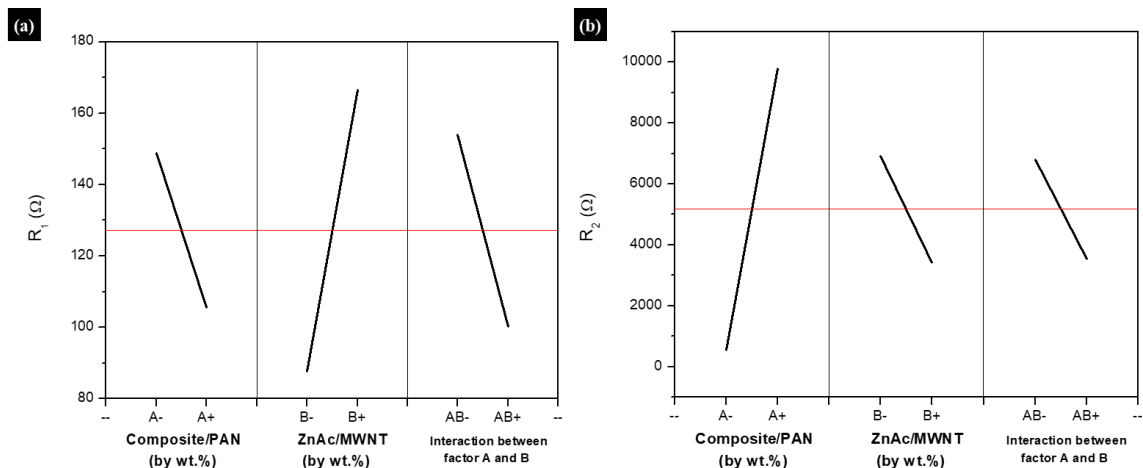 (a)
180
160
140
120
100
80
R1 (Ω)
-- A- A+ B- B+ AB- AB+ --
Composite/PAN
(by wt.%)
ZnAc/MWNT
(by wt.%)
Interaction between
factor A and B
(b)
10000
8000
6000
4000
2000
0
R2 (Ω)
-- A- A+ B- B+ AB- AB+ --
Composite/PAN
(by wt.%)
ZnAc/MWNT
(by wt.%)
Interaction between
factor A and B